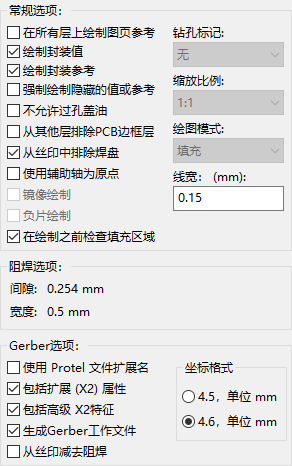 常规选项：
在所有层上绘制图页参考
绘制封装值
绘制封装参考
强制绘制隐藏的值或参考
不允许过孔盖油
从其他层排除PCB边框层
从丝印中排除焊盘
使用辅助轴为原点
镜像绘制
负片绘制
在绘制之前检查填充区域
钻孔标记：
无
缩放比例：
1:1
绘图模式：
填充
线宽： (mm):
0.15
阻焊选项：
间隙: 0.254 mm
宽度: 0.5 mm
Gerber选项：
使用 Protel 文件扩展名
包括扩展 (X2) 属性
包括高级 X2特征
生成Gerber工作文件
从丝印减去阻焊
坐标格式
4.5，单位 mm
4.6，单位 mm